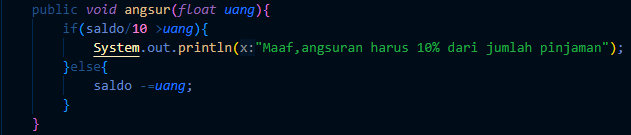 public void angsur(float uang){
if(saldo/10 >uang){
System.out.println(x:"Maaf,angsuran harus 10% dari jumlah pinjaman");
}else{
saldo -=uang;
}
}